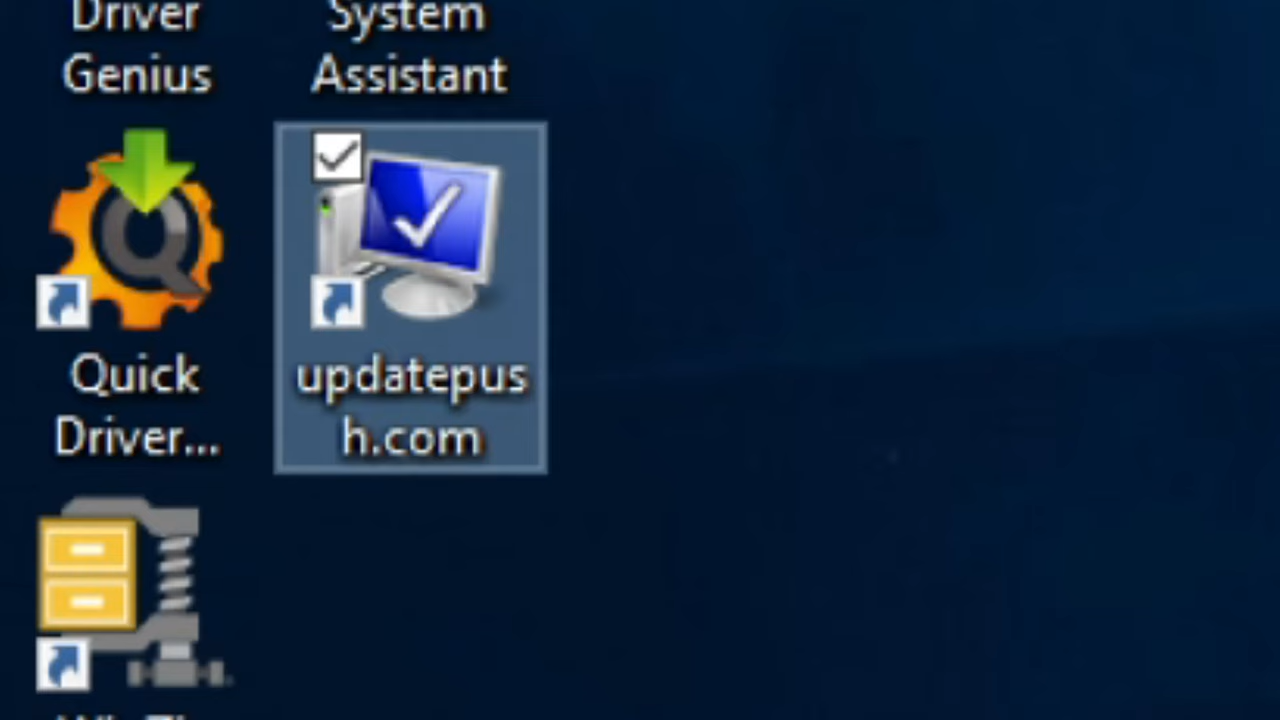 Driver
Genius
System
Assistant
Quick
Driver...
updatepus
h.com